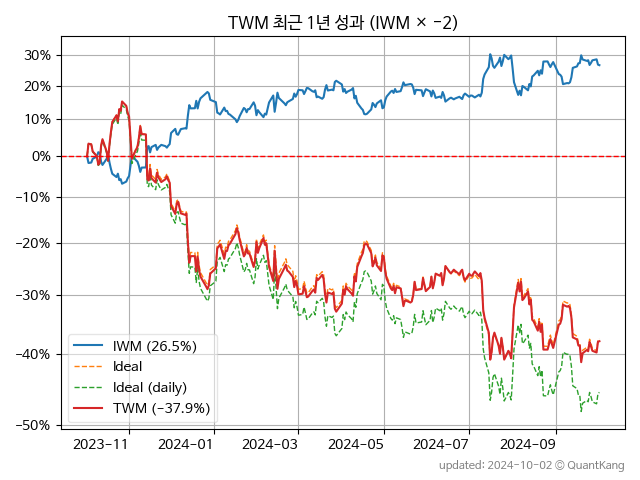 TWM 최근 1년 성과 (IWM × −2)
30%
20%
10%
0%
−10%
−20%
−30%
−40%
−50%
IWM (26.5%)
Ideal
Ideal (daily)
TWM (−37.9%)
2023-11 2024-01 2024-03 2024-05 2024-07 2024-09
updated: 2024-10-02 © QuantKang